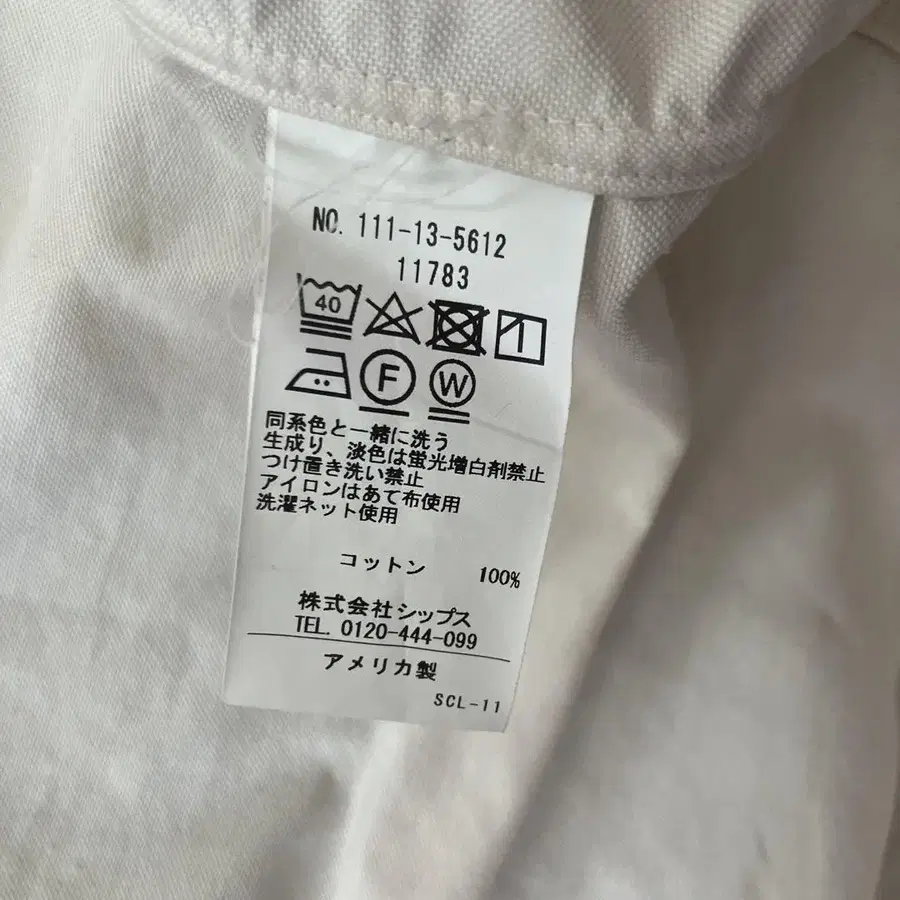 NO. 111-13-5612
11783
40
F W
同系色と一緒に洗う
生成り、淡色は蛍光増白剤禁止
つけ置き洗い禁止
アイロンはあて布使用
洗濯ネット使用
コットン 100%
株式会社シップス
TEL. 0120-444-099
アメリカ製
SCL-11